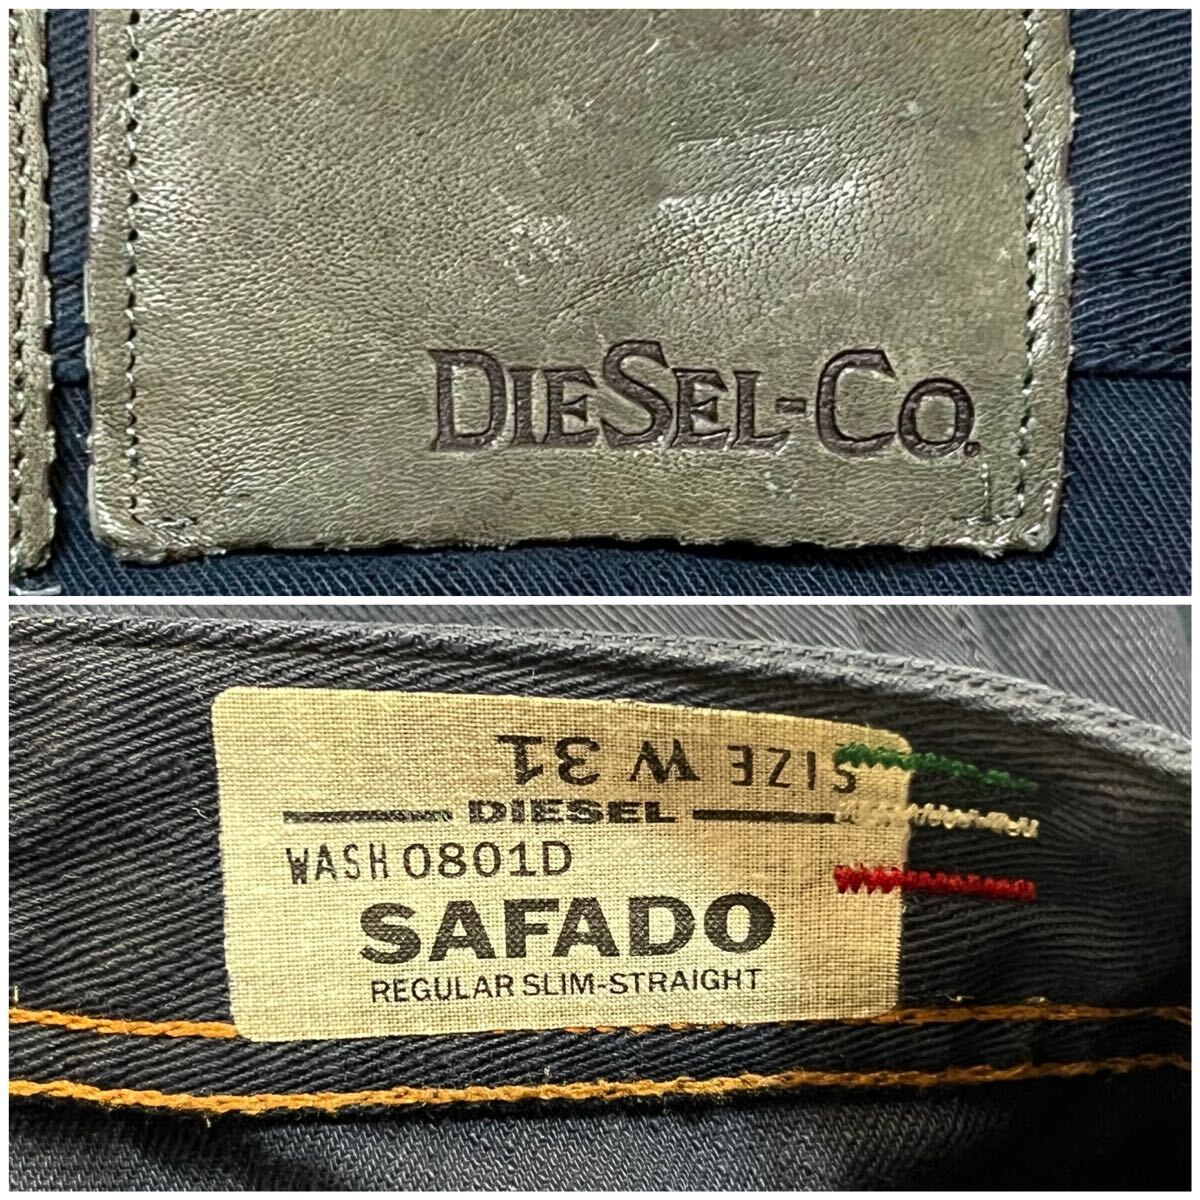 DIESEL-CO.
SIZE W 31
DIESEL
WASH 0801D
SAFADO
REGULAR SLIM-STRAIGHT